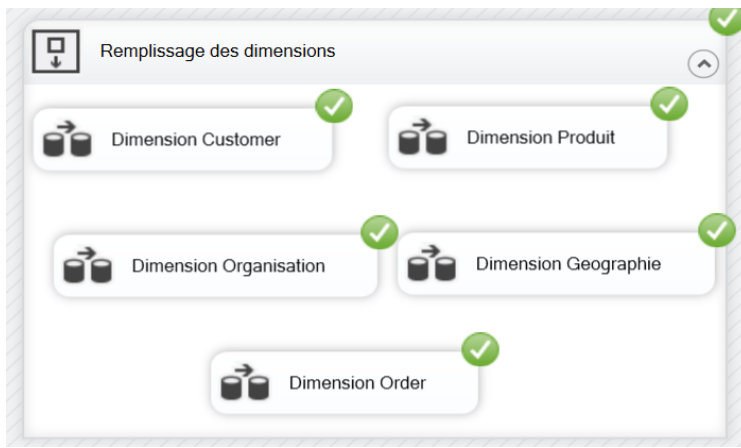 Remplissage des dimensions
Dimension Customer
Dimension Produit
Dimension Organisation
Dimension Geographie
Dimension Order